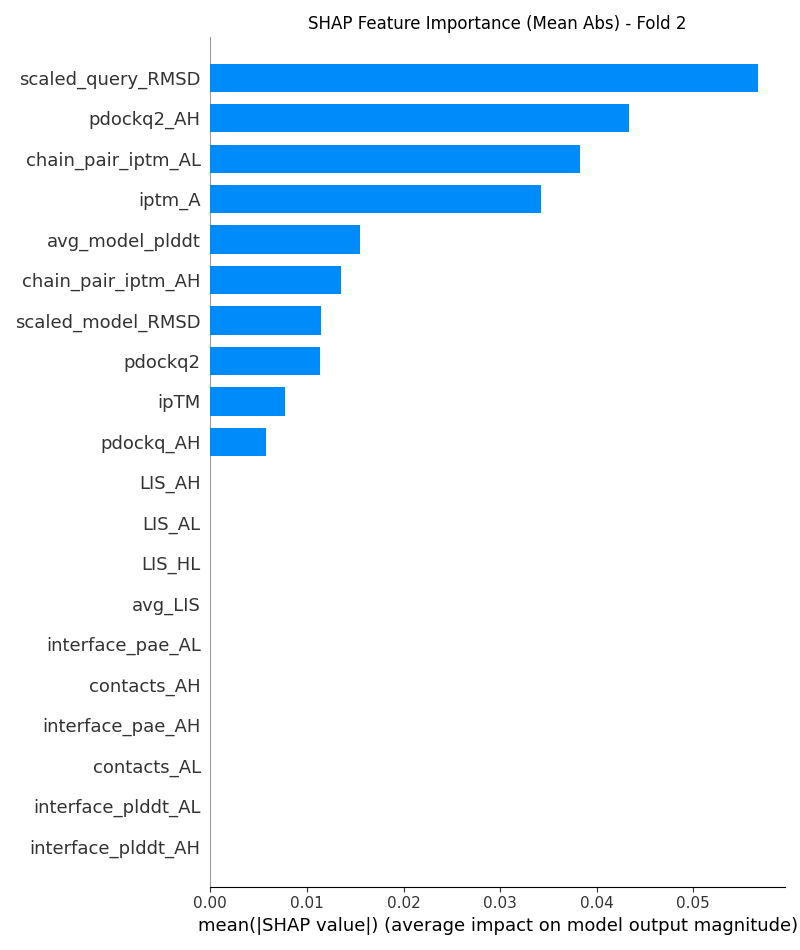 SHAP Feature Importance (Mean Abs) - Fold 2
scaled_query_RMSD
pdockq2_AH
chain_pair_iptm_AL
iptm_A
avg_model_plddt
chain_pair_iptm_AH
scaled_model_RMSD
pdockq2
ipTM
pdockq_AH
LIS_AH
LIS_AL
LIS_HL
avg_LIS
interface_pae_AL
contacts_AH
interface_pae_AH
contacts_AL
interface_plddt_AL
interface_plddt_AH
0.00 0.01 0.02 0.03 0.04 0.05
mean(|SHAP value|) (average impact on model output magnitude)